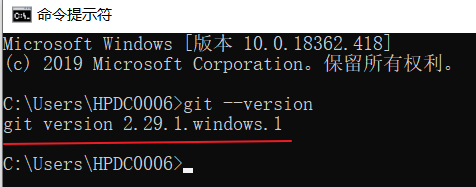 命令提示符
Microsoft Windows [版本 10.0.18362.418]
(c) 2019 Microsoft Corporation。保留所有权利。
C:\Users\HPDC0006>git --version
git version 2.29.1.windows.1
C:\Users\HPDC0006>